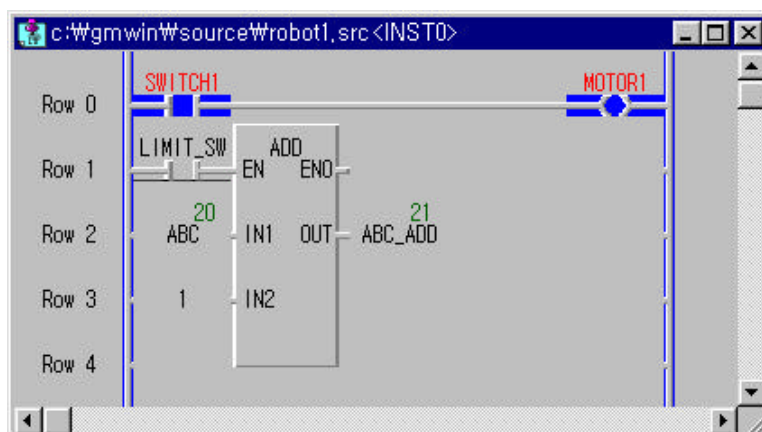 c:₩gmwin₩source₩robot1.src<INST0>
SWITCH1 MOTOR1
Row 0
LIMIT_SW ADD
Row 1 EN ENO
20 21
Row 2 ABC IN1 OUT ABC_ADD
Row 3 1 IN2
Row 4